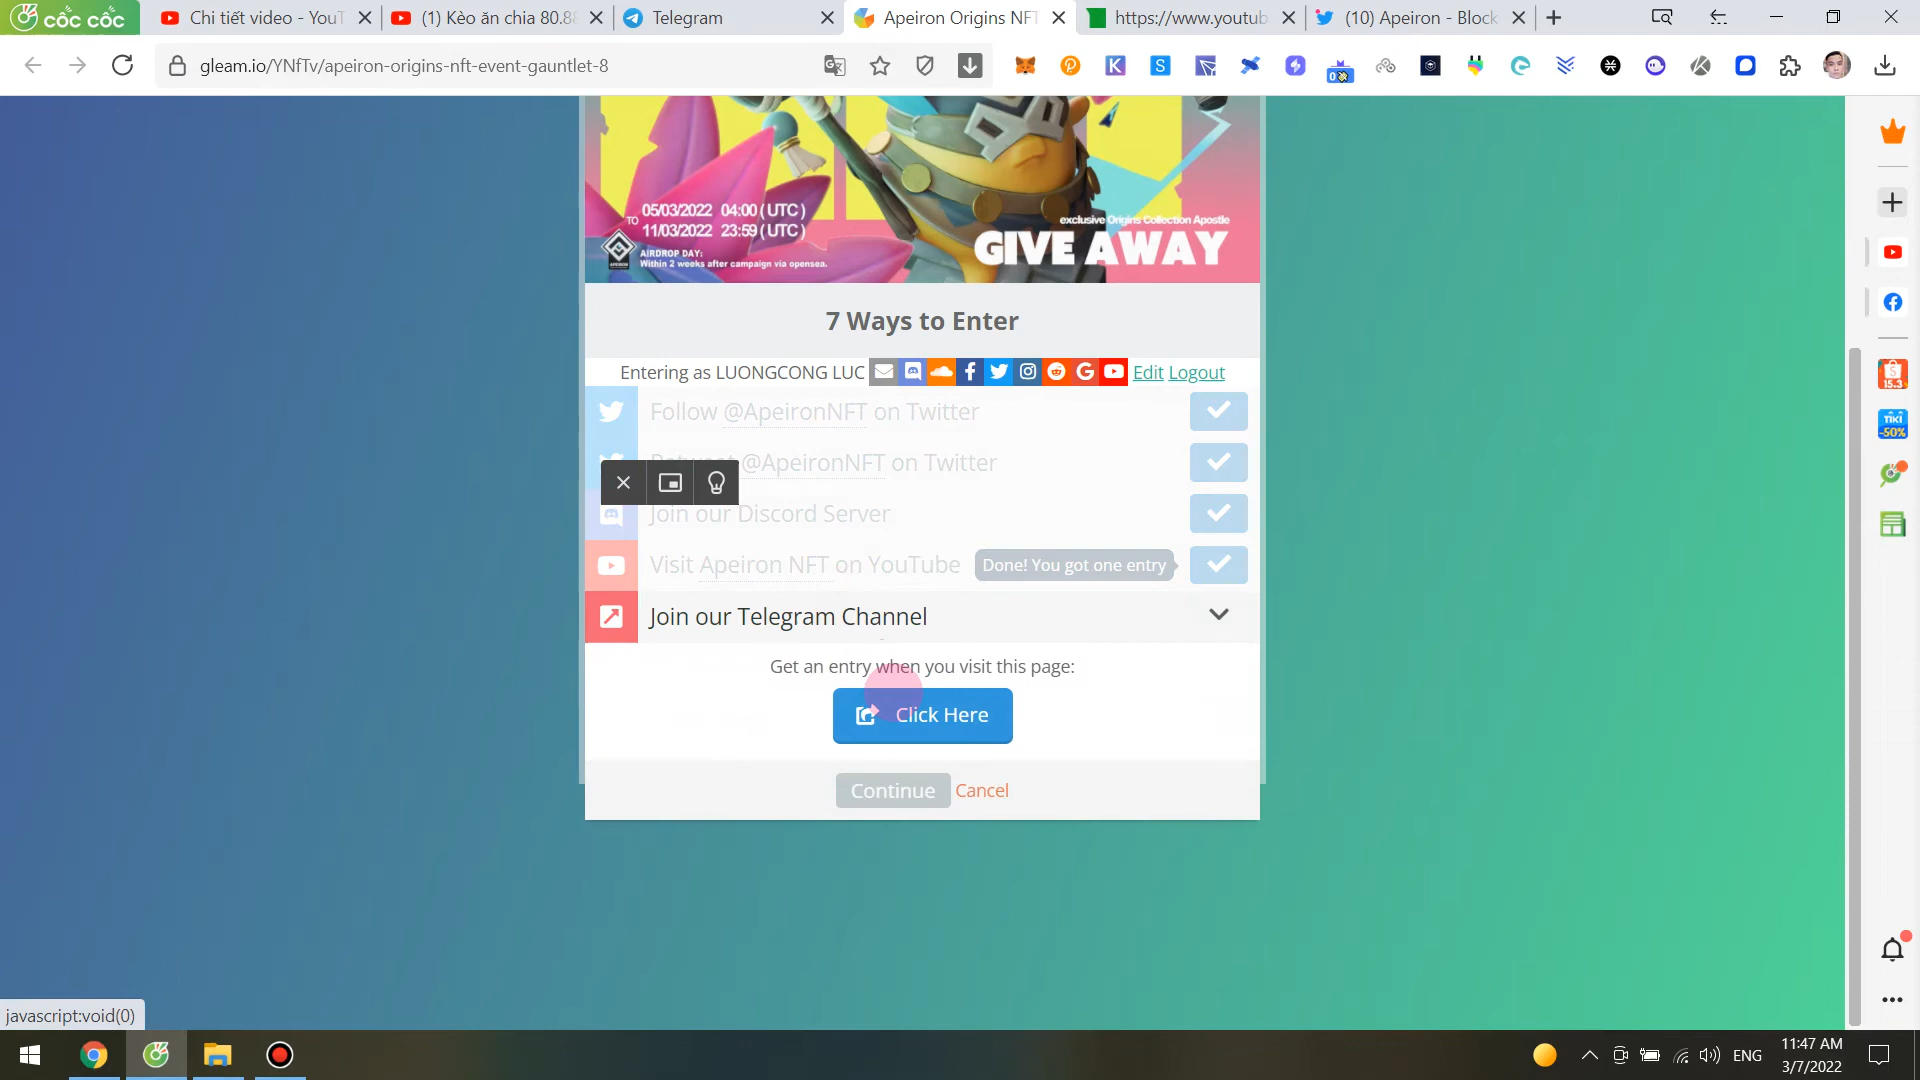 cốc cốc
Chi tiết video - YouT
(1) Kèo ăn chia 80.88
Telegram
Apeiron Origins NFT
https://www.youtub
(10) Apeiron - Block
gleam.io/YNfTv/apeiron-origins-nft-event-gauntlet-8
TO
05/03/2022 04:00 (UTC)
11/03/2022 23:59 (UTC)
AIRDROP DAY:
Within 2 weeks after campaign via opensea.
exclusive Origins Collection Apostle
GIVE AWAY
7 Ways to Enter
Entering as LUONGCONG LUC
Edit Logout
Follow @ApeironNFT on Twitter
Retweet @ApeironNFT on Twitter
Join our Discord Server
Visit Apeiron NFT on YouTube
Done! You got one entry
Join our Telegram Channel
Get an entry when you visit this page:
Click Here
Continue
Cancel
15.3
TIKI
-50%
javascript:void(0)
ENG
11:47 AM
3/7/2022